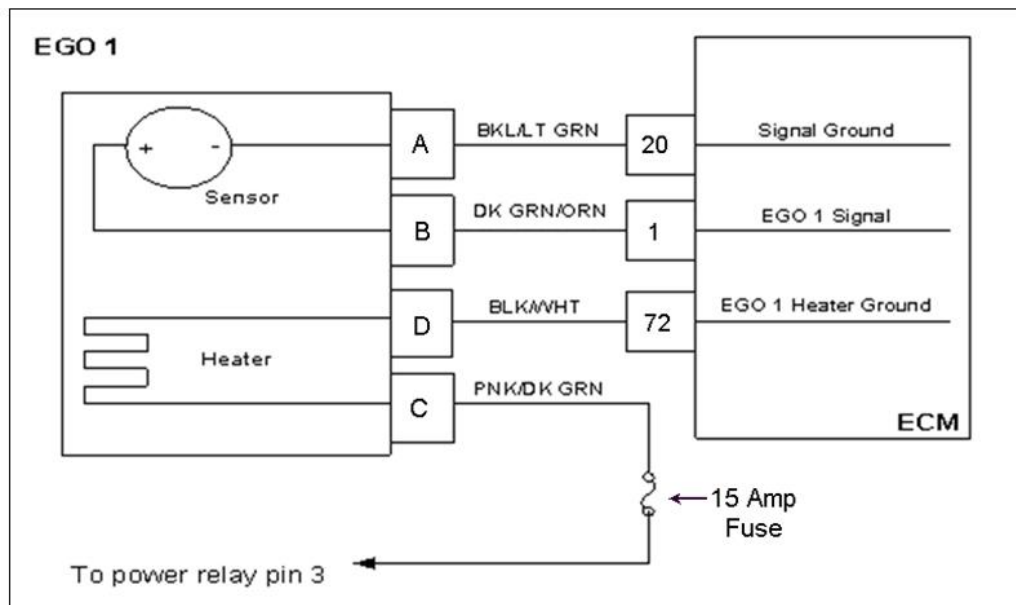 EGO 1
+ -
Sensor
Heater
A
B
D
C
BKL/LT GRN
DK GRN/ORN
BLK/WHT
PNK/DK GRN
20
1
72
Signal Ground
EGO 1 Signal
EGO 1 Heater Ground
ECM
15 Amp
Fuse
To power relay pin 3